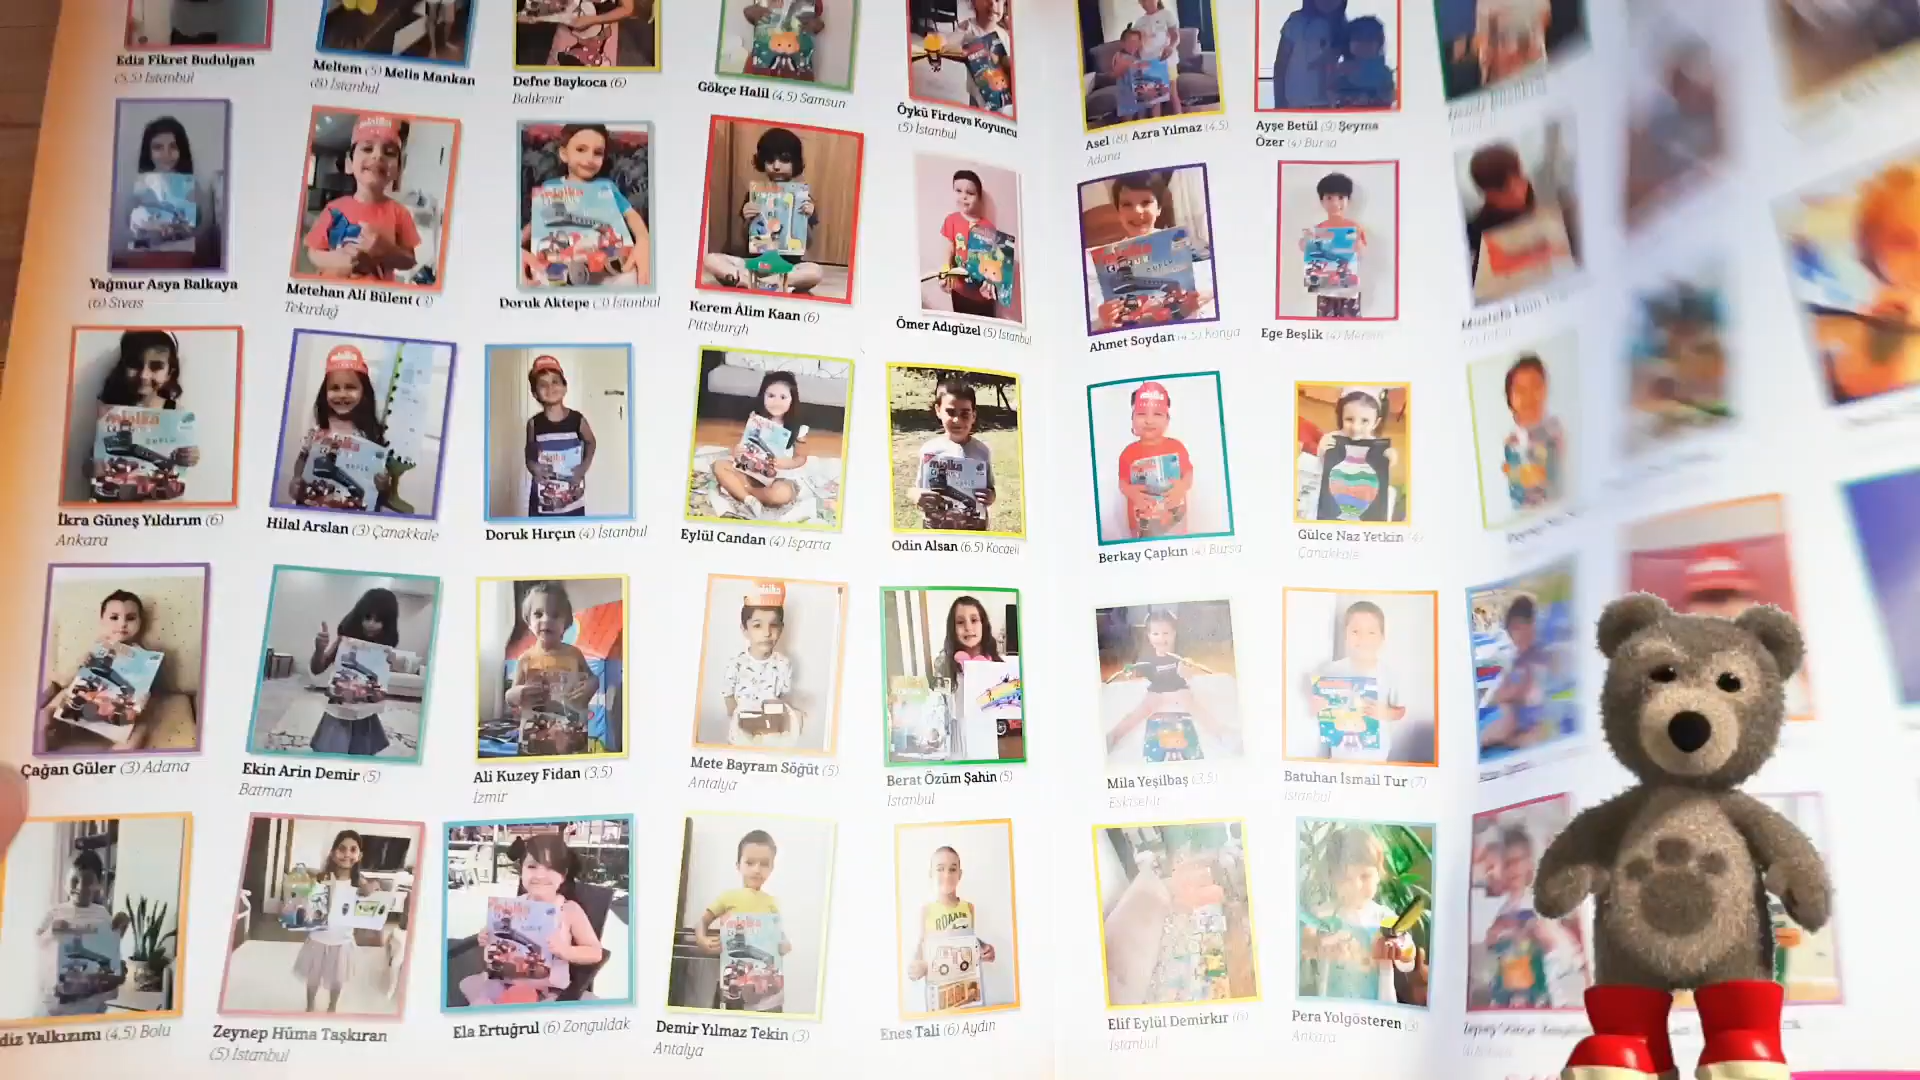 Ediz Fikret Budulgan
(5,5) İstanbul
Meltem (5) Melis Mankan
(8) İstanbul
Defne Baykoca (6)
Balıkesir
Gökçe Halil (4,5) Samsun
Öykü Firdevs Koyuncu
(5) İstanbul
Asel (8) Azra Yılmaz (4,5)
Adana
Ayşe Betül (9) Şeyma
Özer (4) Bursa
Yağmur Asya Balkaya
(6) Sivas
Metehan Ali Bülent (3)
Tekirdağ
Doruk Aktepe (3) İstanbul
Kerem Âlim Kaan (6)
Pittsburgh
Ömer Adıgüzel (5) İstanbul
Ahmet Soydan (4,5) Konya
Ege Beşlik (4) Mersin
İkra Güneş Yıldırım (6)
Ankara
Hilal Arslan (3) Çanakkale
Doruk Hırçın (4) İstanbul
Eylül Candan (4) Isparta
Odin Alsan (6,5) Kocaeli
Berkay Çapkın (4) Bursa
Gülce Naz Yetkin (4)
Çanakkale
Çağan Güler (3) Adana
Ekin Arin Demir (5)
Batman
Ali Kuzey Fidan (3,5)
İzmir
Mete Bayram Söğüt (5)
Antalya
Berat Özüm Şahin (5)
İstanbul
Mila Yeşilbaş (3,5)
Eskişehir
Batuhan İsmail Tur (7)
İstanbul
diz Yalkızımı (4,5) Bolu
Zeynep Hüma Taşkıran
(5) İstanbul
Ela Ertuğrul (6) Zonguldak
Demir Yılmaz Tekin (3)
Antalya
Enes Tali (6) Aydın
Elif Eylül Demirkır (6)
İstanbul
Pera Yolgösteren (3)
Ankara